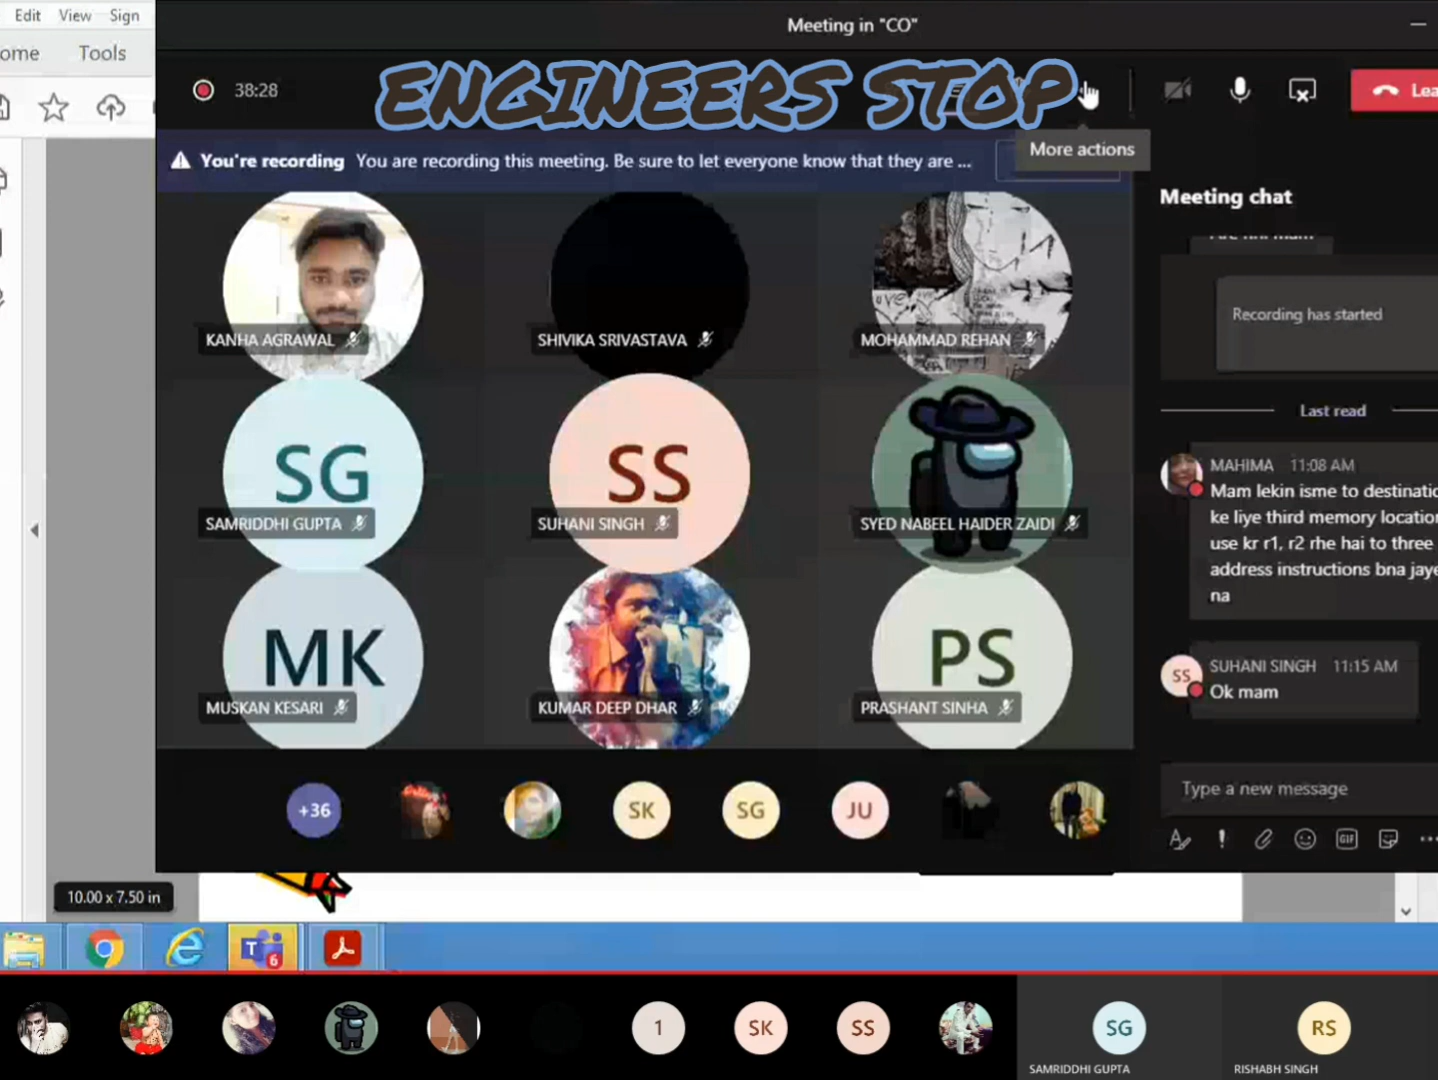 Edit View Sign
Meeting in "CO"
ome Tools
38:28
ENGINEERS STOP
Lea
More actions
You're recording You are recording this meeting. Be sure to let everyone know that they are ...
Meeting chat
Recording has started
KANHA AGRAWAL
SHIVIKA SRIVASTAVA
MOHAMMAD REHAN
Last read
MAHIMA 11:08 AM
Mam lekin isme to destinatio
ke liye third memory location
use kr r1, r2 rhe hai to three
address instructions bna jaye
na
SG
SS
SAMRIDDHI GUPTA
SUHANI SINGH
SYED NABEEL HAIDER ZAIDI
MK
PS
SS
SUHANI SINGH 11:15 AM
Ok mam
MUSKAN KESARI
KUMAR DEEP DHAR
PRASHANT SINHA
+36
SK
SG
JU
Type a new message
GIF
10.00 x 7.50 in
T
6
1
SK
SS
SG
RS
SAMRIDDHI GUPTA
RISHABH SINGH